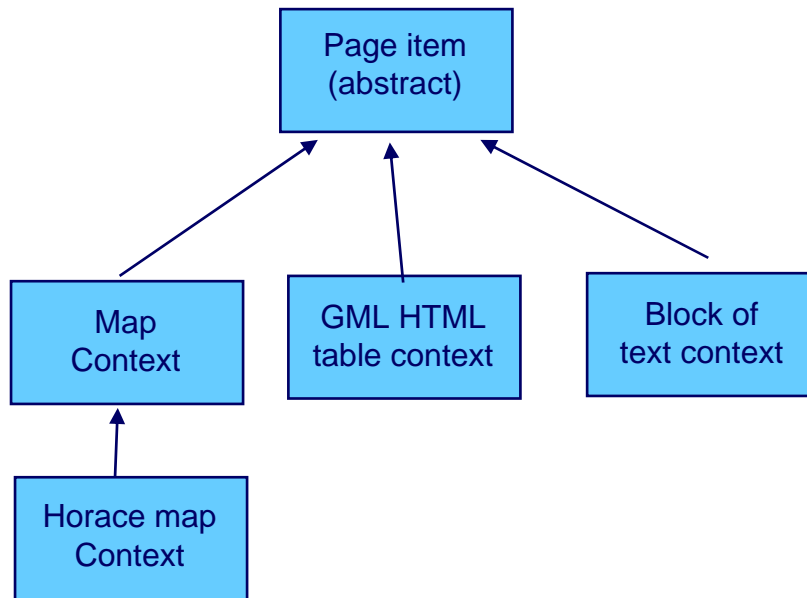 Page item
(abstract)
Map
Context
GML HTML
table context
Block of
text context
Horace map
Context